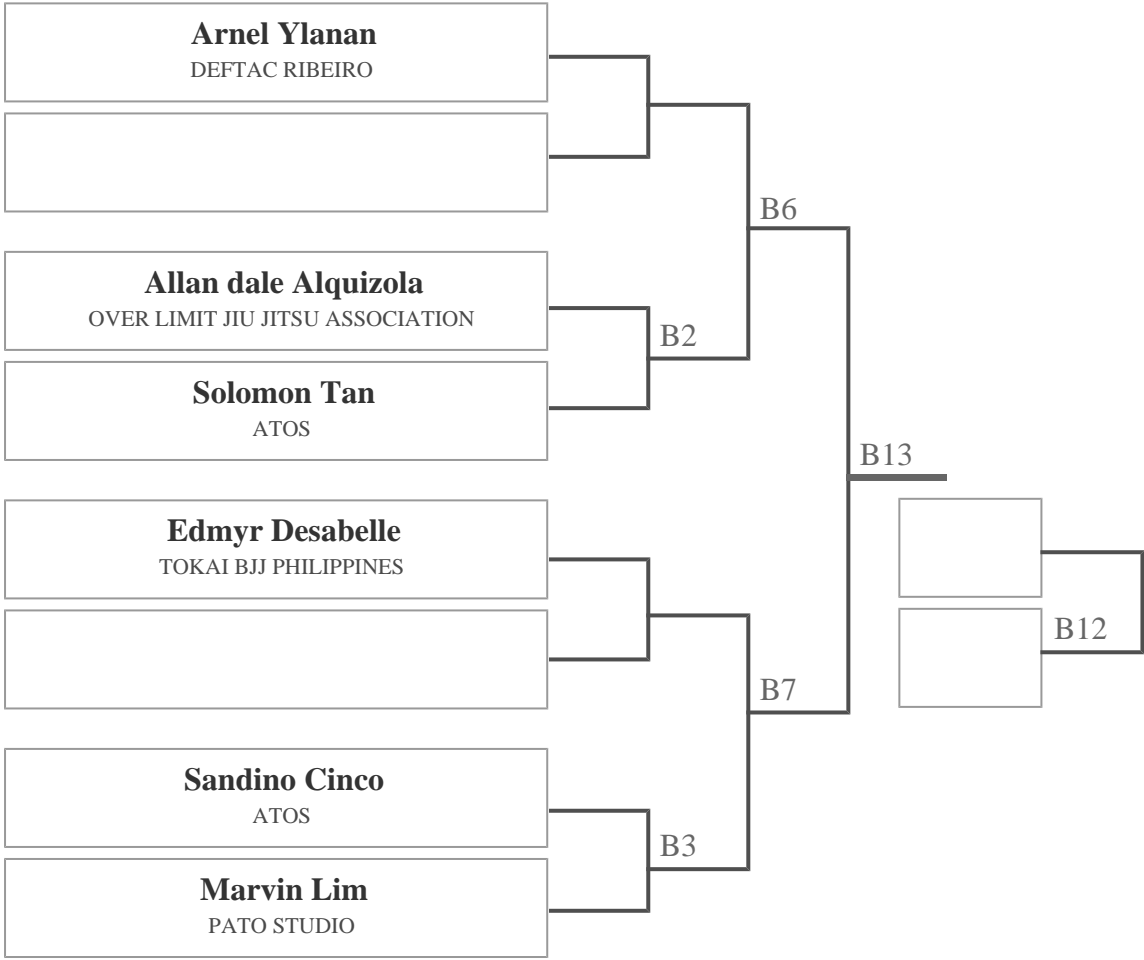 Arnel Ylanan
DEFTAC RIBEIRO
B6
Allan dale Alquizola
OVER LIMIT JIU JITSU ASSOCIATION
B2
Solomon Tan
ATOS
B13
Edmyr Desabelle
TOKAI BJJ PHILIPPINES
B12
B7
Sandino Cinco
ATOS
B3
Marvin Lim
PATO STUDIO